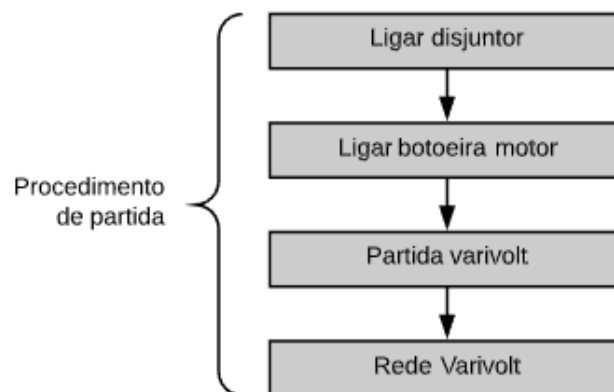 Ligar disjuntor
Ligar botoeira motor
Procedimento
de partida
Partida varivolt
Rede Varivolt